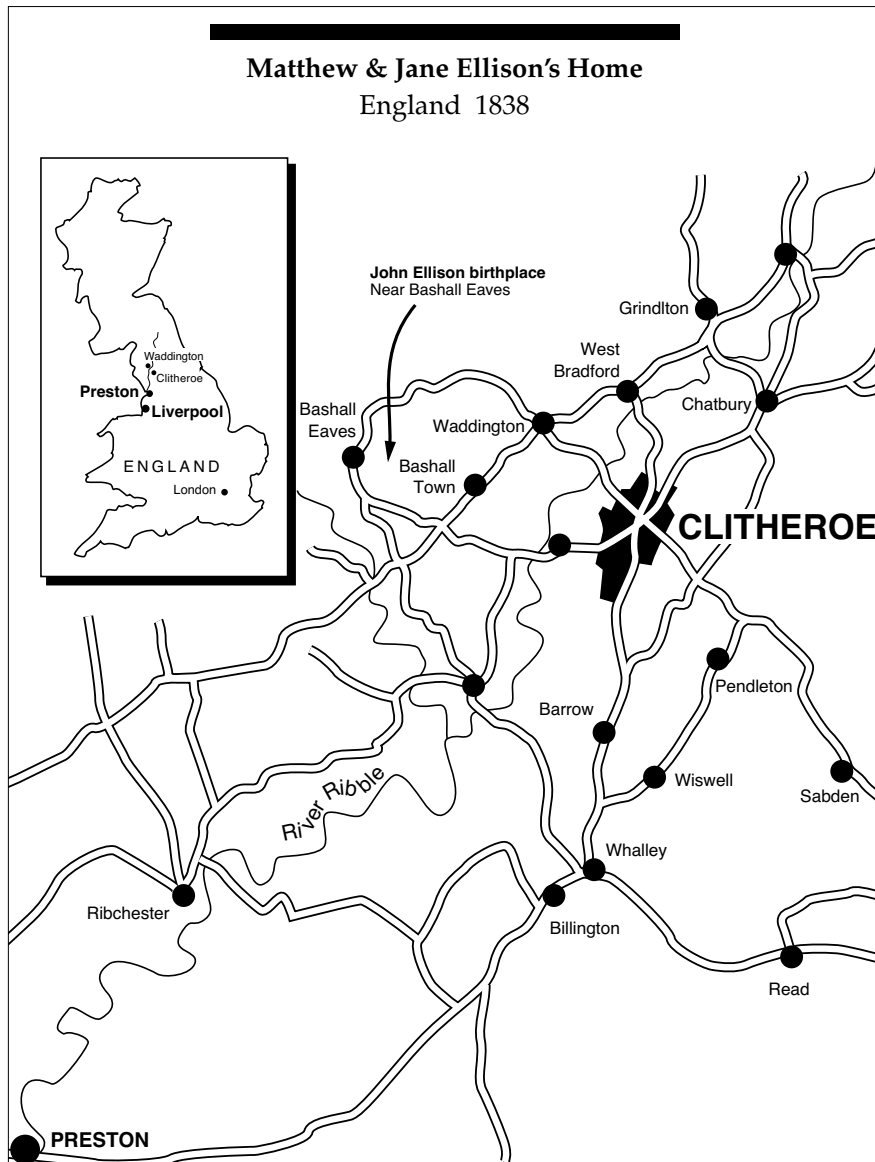 Matthew & Jane Ellison's Home
England 1838
Waddington
Clitheroe
Preston
Liverpool
ENGLAND
London
John Ellison birthplace
Near Bashall Eaves
Grindlton
West
Bradford
Chatbury
Bashall
Eaves
Waddington
Bashall
Town
CLITHEROE
Pendleton
Barrow
Wiswell
Sabden
River Ribble
Whalley
Ribchester
Billington
Read
PRESTON